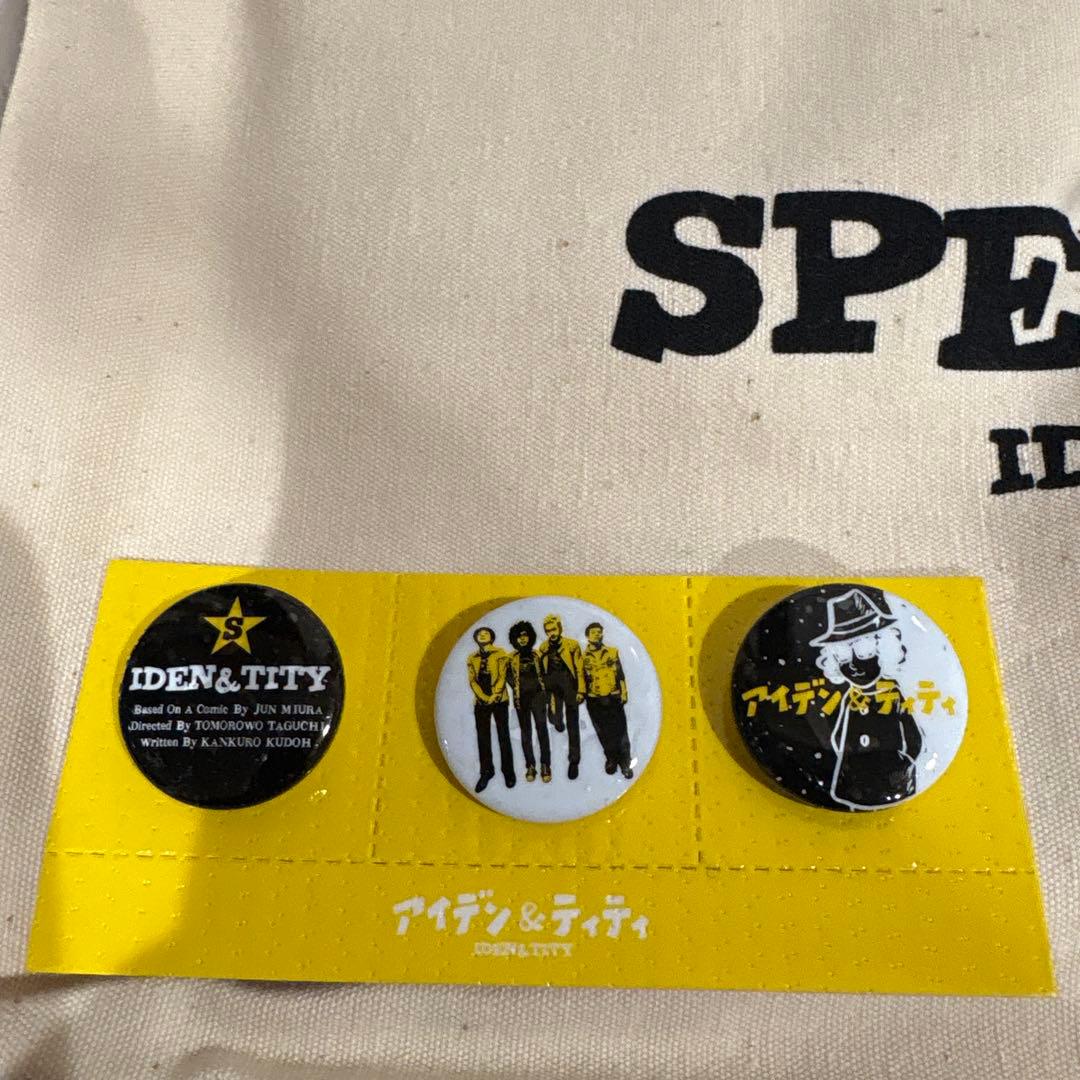 SPE
ID
S
IDEN&TITY
Based On A Comic By JUN MIURA
Directed By TOMOROWO TAGUCHI
Written By KANKURO KUDOH
アイデン&ティティ
アイデン&ティティ
IDEN&TITY